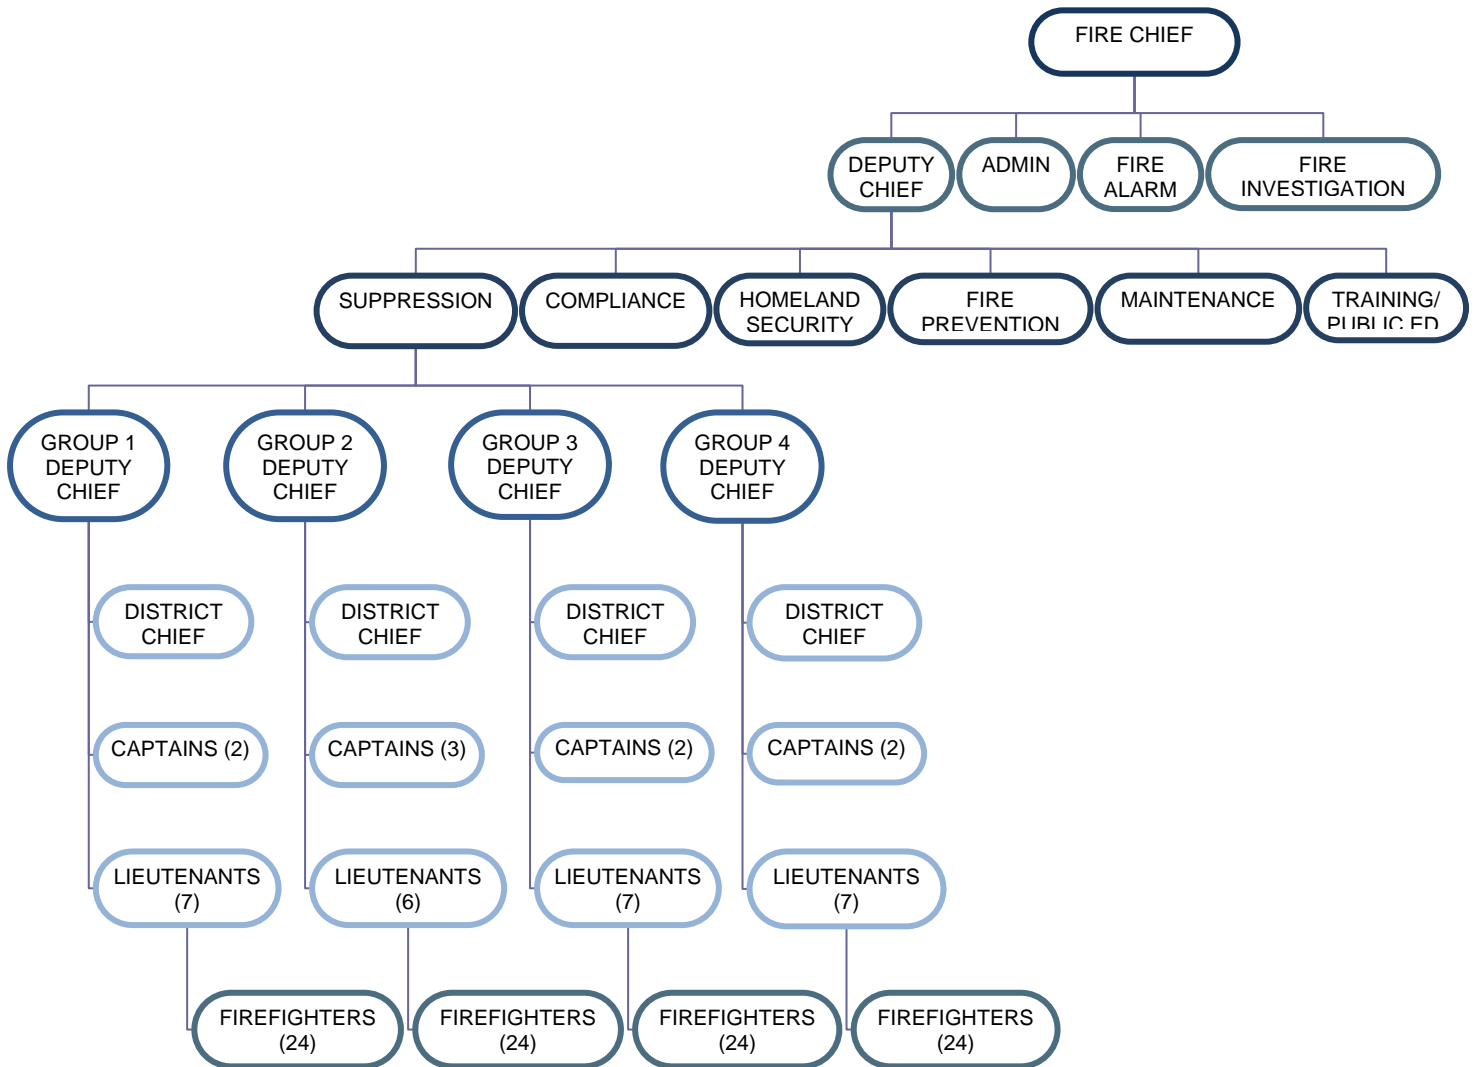 FIRE CHIEF
DEPUTY
CHIEF
ADMIN
FIRE
ALARM
FIRE
INVESTIGATION
SUPPRESSION
COMPLIANCE
HOMELAND
SECURITY
FIRE
PREVENTION
MAINTENANCE
TRAINING/
PUBLIC ED
GROUP 1
DEPUTY
CHIEF
GROUP 2
DEPUTY
CHIEF
GROUP 3
DEPUTY
CHIEF
GROUP 4
DEPUTY
CHIEF
DISTRICT
CHIEF
DISTRICT
CHIEF
DISTRICT
CHIEF
DISTRICT
CHIEF
CAPTAINS (2)
CAPTAINS (3)
CAPTAINS (2)
CAPTAINS (2)
LIEUTENANTS
(7)
LIEUTENANTS
(6)
LIEUTENANTS
(7)
LIEUTENANTS
(7)
FIREFIGHTERS
(24)
FIREFIGHTERS
(24)
FIREFIGHTERS
(24)
FIREFIGHTERS
(24)